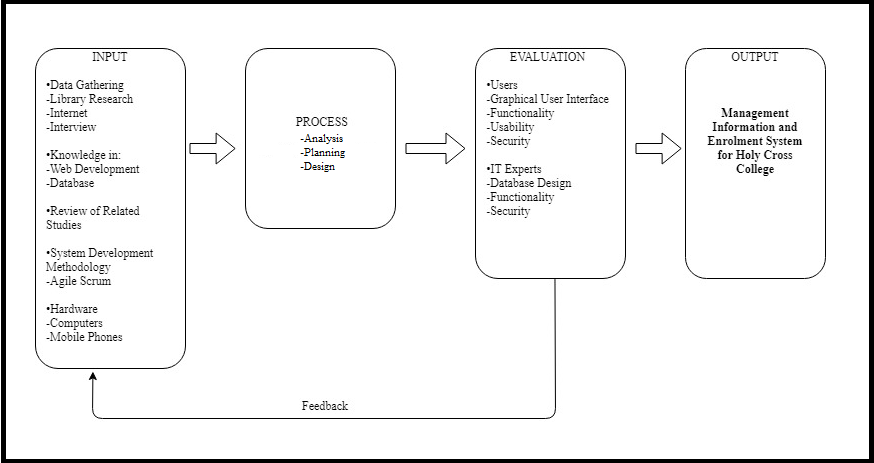 INPUT
•Data Gathering
-Library Research
-Internet
-Interview
•Knowledge in:
-Web Development
-Database
•Review of Related
Studies
•System Development
Methodology
-Agile Scrum
•Hardware
-Computers
-Mobile Phones
PROCESS
-Analysis
-Planning
-Design
EVALUATION
•Users
-Graphical User Interface
-Functionality
-Usability
-Security
•IT Experts
-Database Design
-Functionality
-Security
OUTPUT
Management
Information and
Enrolment System
for Holy Cross
College
Feedback